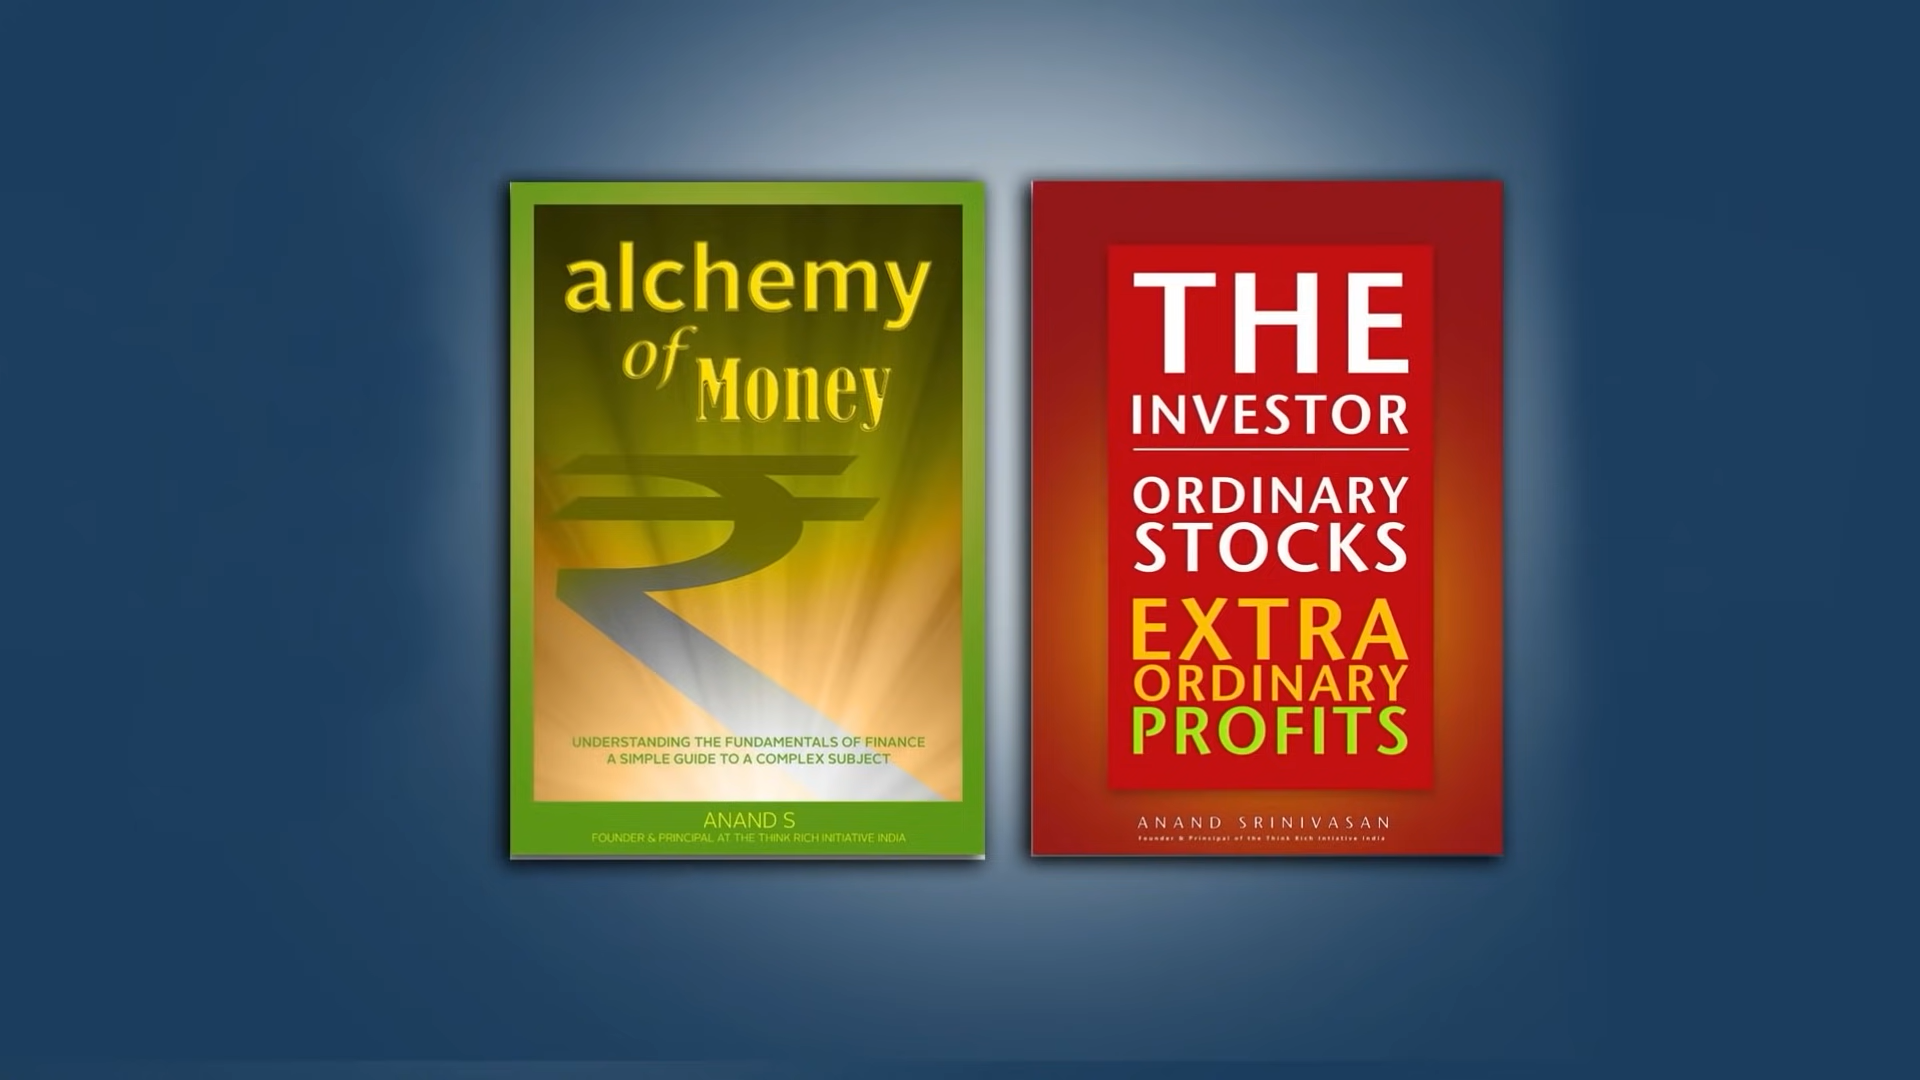 alchemy
of
Money
UNDERSTANDING THE FUNDAMENTALS OF FINANCE
A SIMPLE GUIDE TO A COMPLEX SUBJECT
ANAND S
FOUNDER & PRINCIPAL AT THE THINK RICH INITIATIVE INDIA
THE
INVESTOR
ORDINARY
STOCKS
EXTRA
ORDINARY
PROFITS
ANAND SRINIVASAN
Founder & Principal of the Think Rich Intiative India